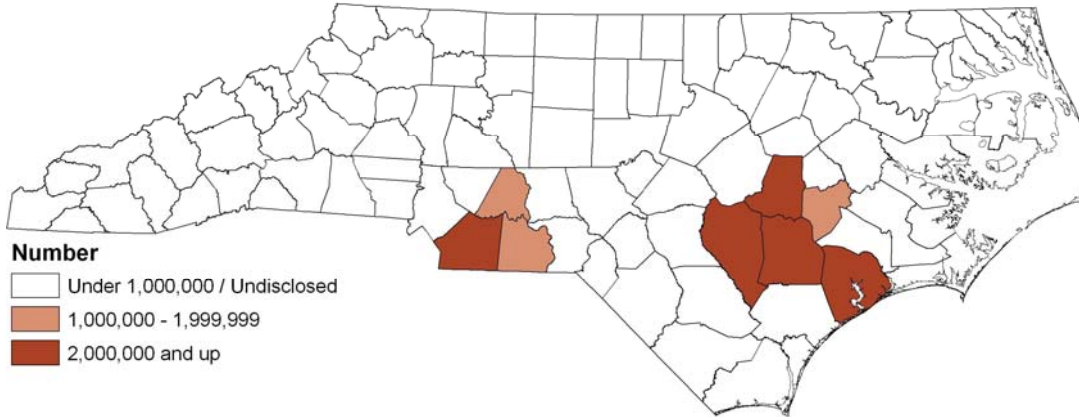 Number
Under 1,000,000 / Undisclosed
1,000,000 - 1,999,999
2,000,000 and up